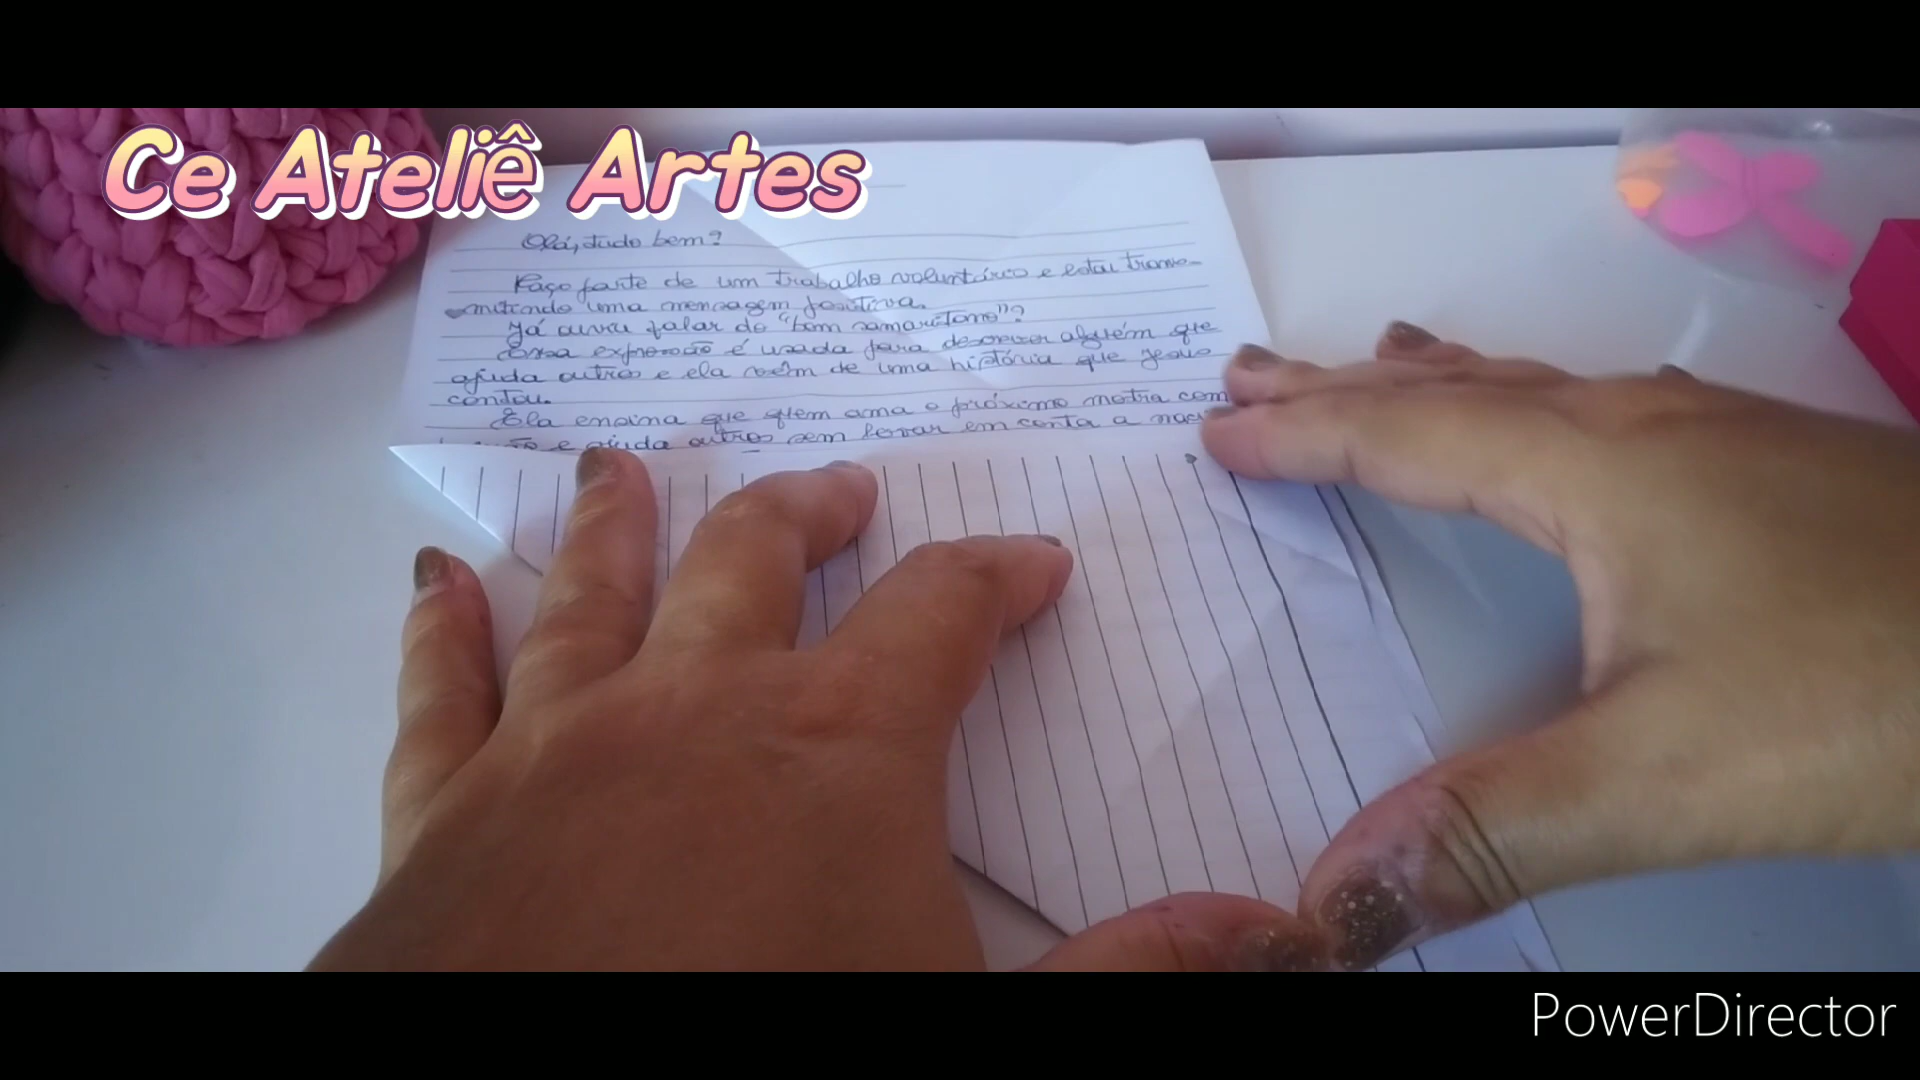 Ce Ateliê Artes
Olá, tudo bem?
Faço parte de um trabalho voluntário e estou trans-
mitindo uma mensagem positiva.
Já ouviu falar do "bom samaritano"?
Essa expressão é usada para descrever alguém que
ajuda outros e ela vêm de uma história que Jesus
contou.
Ela ensina que quem ama o próximo mostra com
e ajuda outros sem levar em conta a
PowerDirector